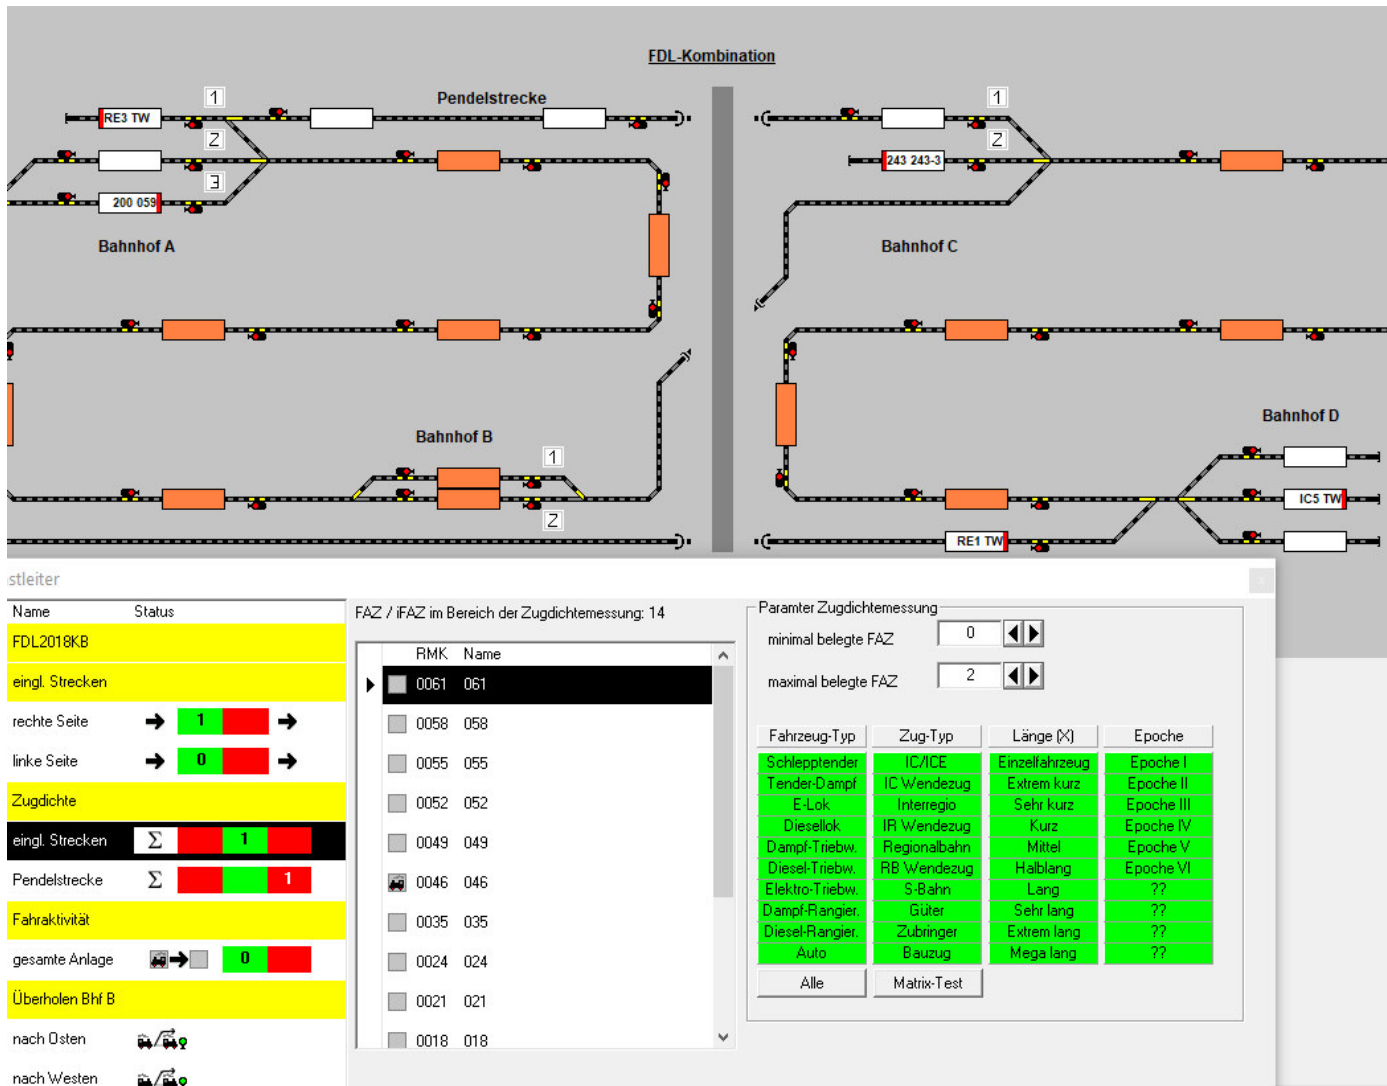 FDL-Kombination
Pendelstrecke
1
1
RE3 TW
2
2
243 243-3
3
200 059
Bahnhof A
Bahnhof C
Bahnhof D
Bahnhof B
1
IC5 TW
2
RE1 TW
stleiter
x
Name Status
FDL2018KB
eingl. Strecken
rechte Seite 1
linke Seite 0
Zugdichte
eingl. Strecken Σ 1
Pendelstrecke Σ 1
Fahraktivität
gesamte Anlage 0
Überholen Bhf B
nach Osten
nach Westen
FAZ / iFAZ im Bereich der Zugdichtemessung: 14
RMK Name
0061 061
0058 058
0055 055
0052 052
0049 049
0046 046
0035 035
0024 024
0021 021
0018 018
Paramter Zugdichtemessung
minimal belegte FAZ 0
maximal belegte FAZ 2
Fahrzeug-Typ Zug-Typ Länge (X) Epoche
Schlepptender IC/ICE Einzelfahrzeug Epoche I
Tender-Dampf IC Wendezug Extrem kurz Epoche II
E-Lok Interregio Sehr kurz Epoche III
Diesellok IR Wendezug Kurz Epoche IV
Dampf-Triebw. Regionalbahn Mittel Epoche V
Diesel-Triebw. RB Wendezug Halblang Epoche VI
Elektro-Triebw. S-Bahn Lang ??
Dampf-Rangier. Güter Sehr lang ??
Diesel-Rangier. Zubringer Extrem lang ??
Auto Bauzug Mega lang ??
Alle Matrix-Test